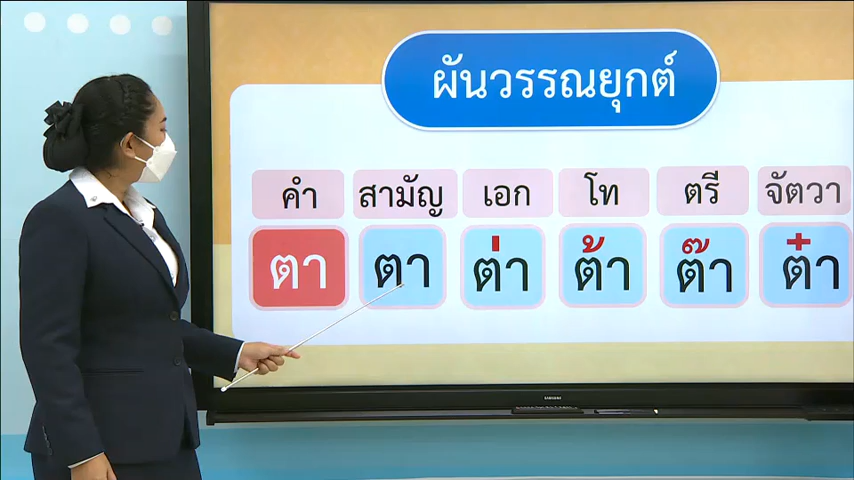 ผันวรรณยุกต์
คำ สามัญ เอก โท ตรี จัตวา
ตา ตา ต่า ต้า ต๊า ต๋า
SAMSUNG